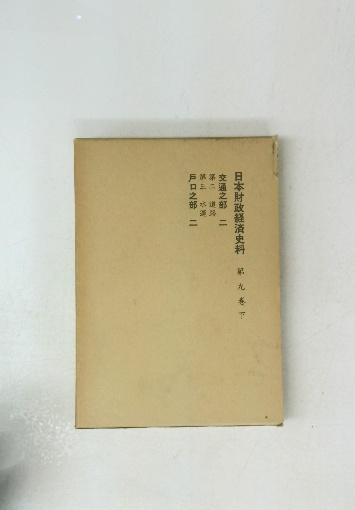 日本財政経済史料 第九巻下
交通之部 二
第二 道路
第三 水運
戸口之部 二